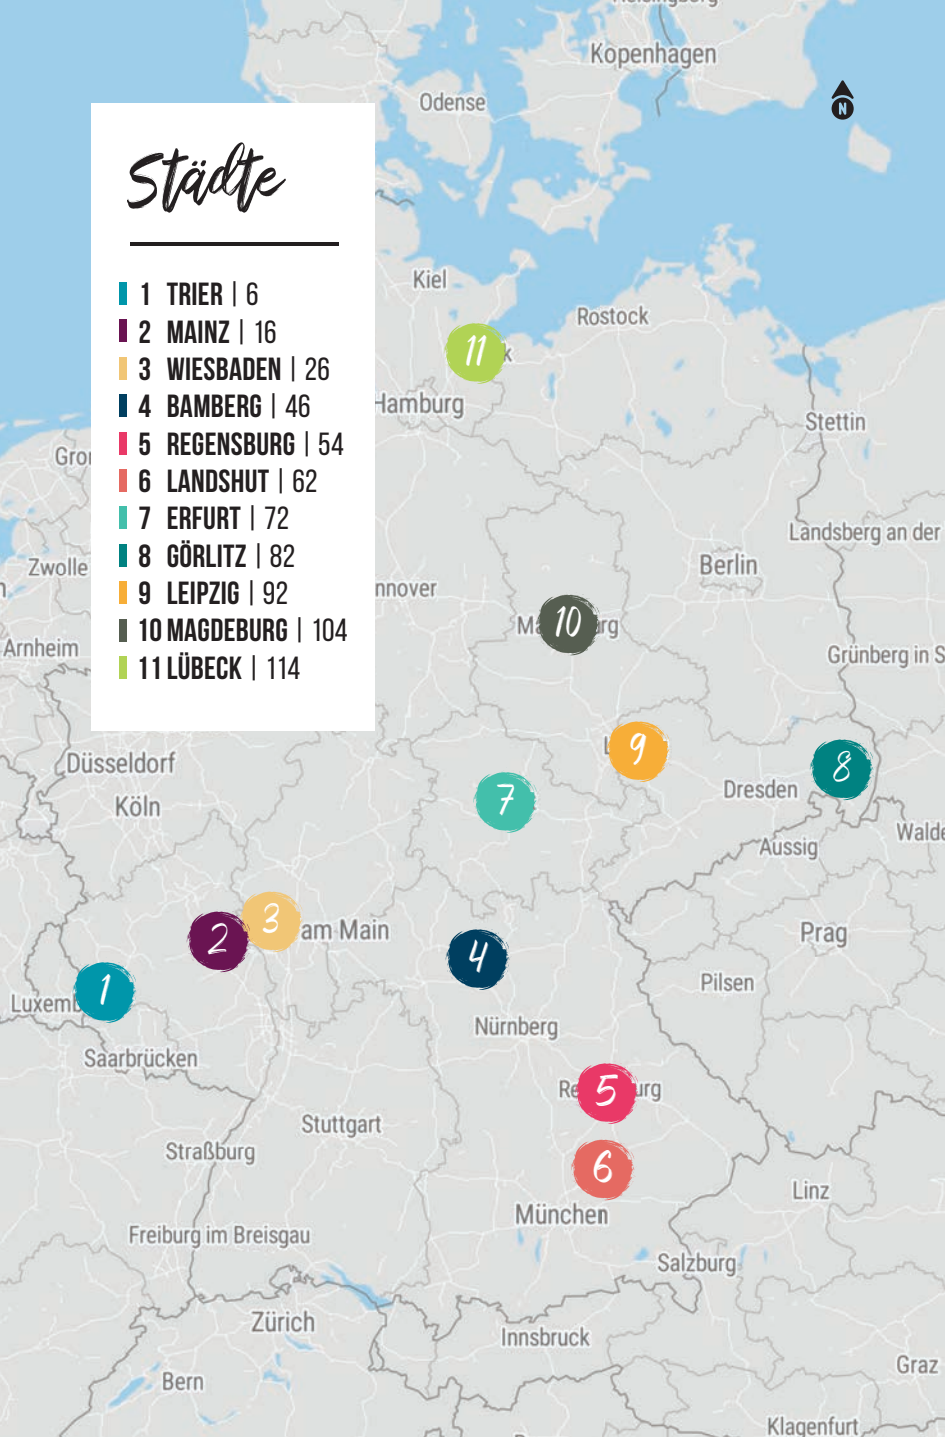 Kopenhagen
Odense
N
Städte
Kiel
1 TRIER | 6
Rostock
2 MAINZ | 16
11
3 WIESBADEN | 26
4 BAMBERG | 46
Hamburg
Stettin
5 REGENSBURG | 54
6 LANDSHUT | 62
7 ERFURT | 72
Landsberg an der
8 GÖRLITZ | 82
Zwolle
Berlin
9 LEIPZIG | 92
nnover
10 MAGDEBURG | 104
10
Arnheim
Grünberg in S
11 LÜBECK | 114
9
Düsseldorf
8
Dresden
7
Köln
Aussig
Walde
3
am Main
2
Prag
4
Pilsen
1
Luxemb
Nürnberg
Saarbrücken
5
Stuttgart
Straßburg
6
Linz
München
Freiburg im Breisgau
Salzburg
Zürich
Innsbruck
Graz
Bern
Klagenfurt